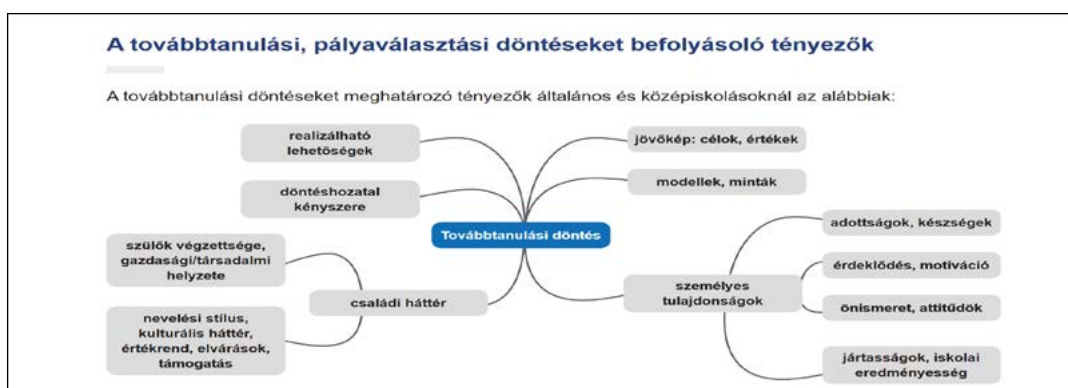 A továbbtanulási, pályaválasztási döntéseket befolyásoló tényezők
A továbbtanulási döntéseket meghatározó tényezők általános és középiskolásoknál az alábbiak:
realizálható
lehetőségek
döntéshozatal
kényszere
szülők végzettsége,
gazdasági/társadalmi
helyzete
családi háttér
nevelési stílus,
kulturális háttér,
értékrend, elvárások,
támogatás
Továbbtanulási döntés
jövőkép: célok, értékek
modellek, minták
személyes
tulajdonságok
adottságok, készségek
érdeklődés, motiváció
önismeret, attitűdök
jártasságok, iskolai
eredményesség